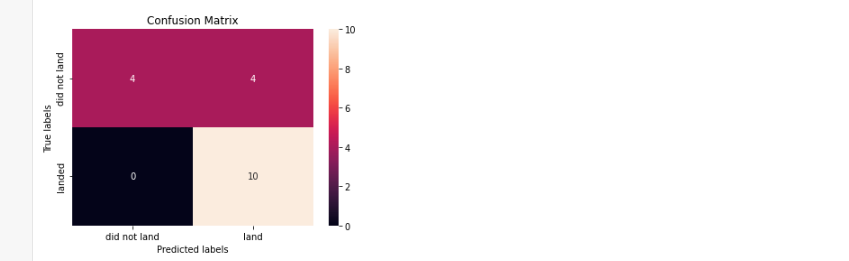 Confusion Matrix
True labels
did not land
4
4
landed
0
10
did not land
land
Predicted labels
10
8
6
4
2
0